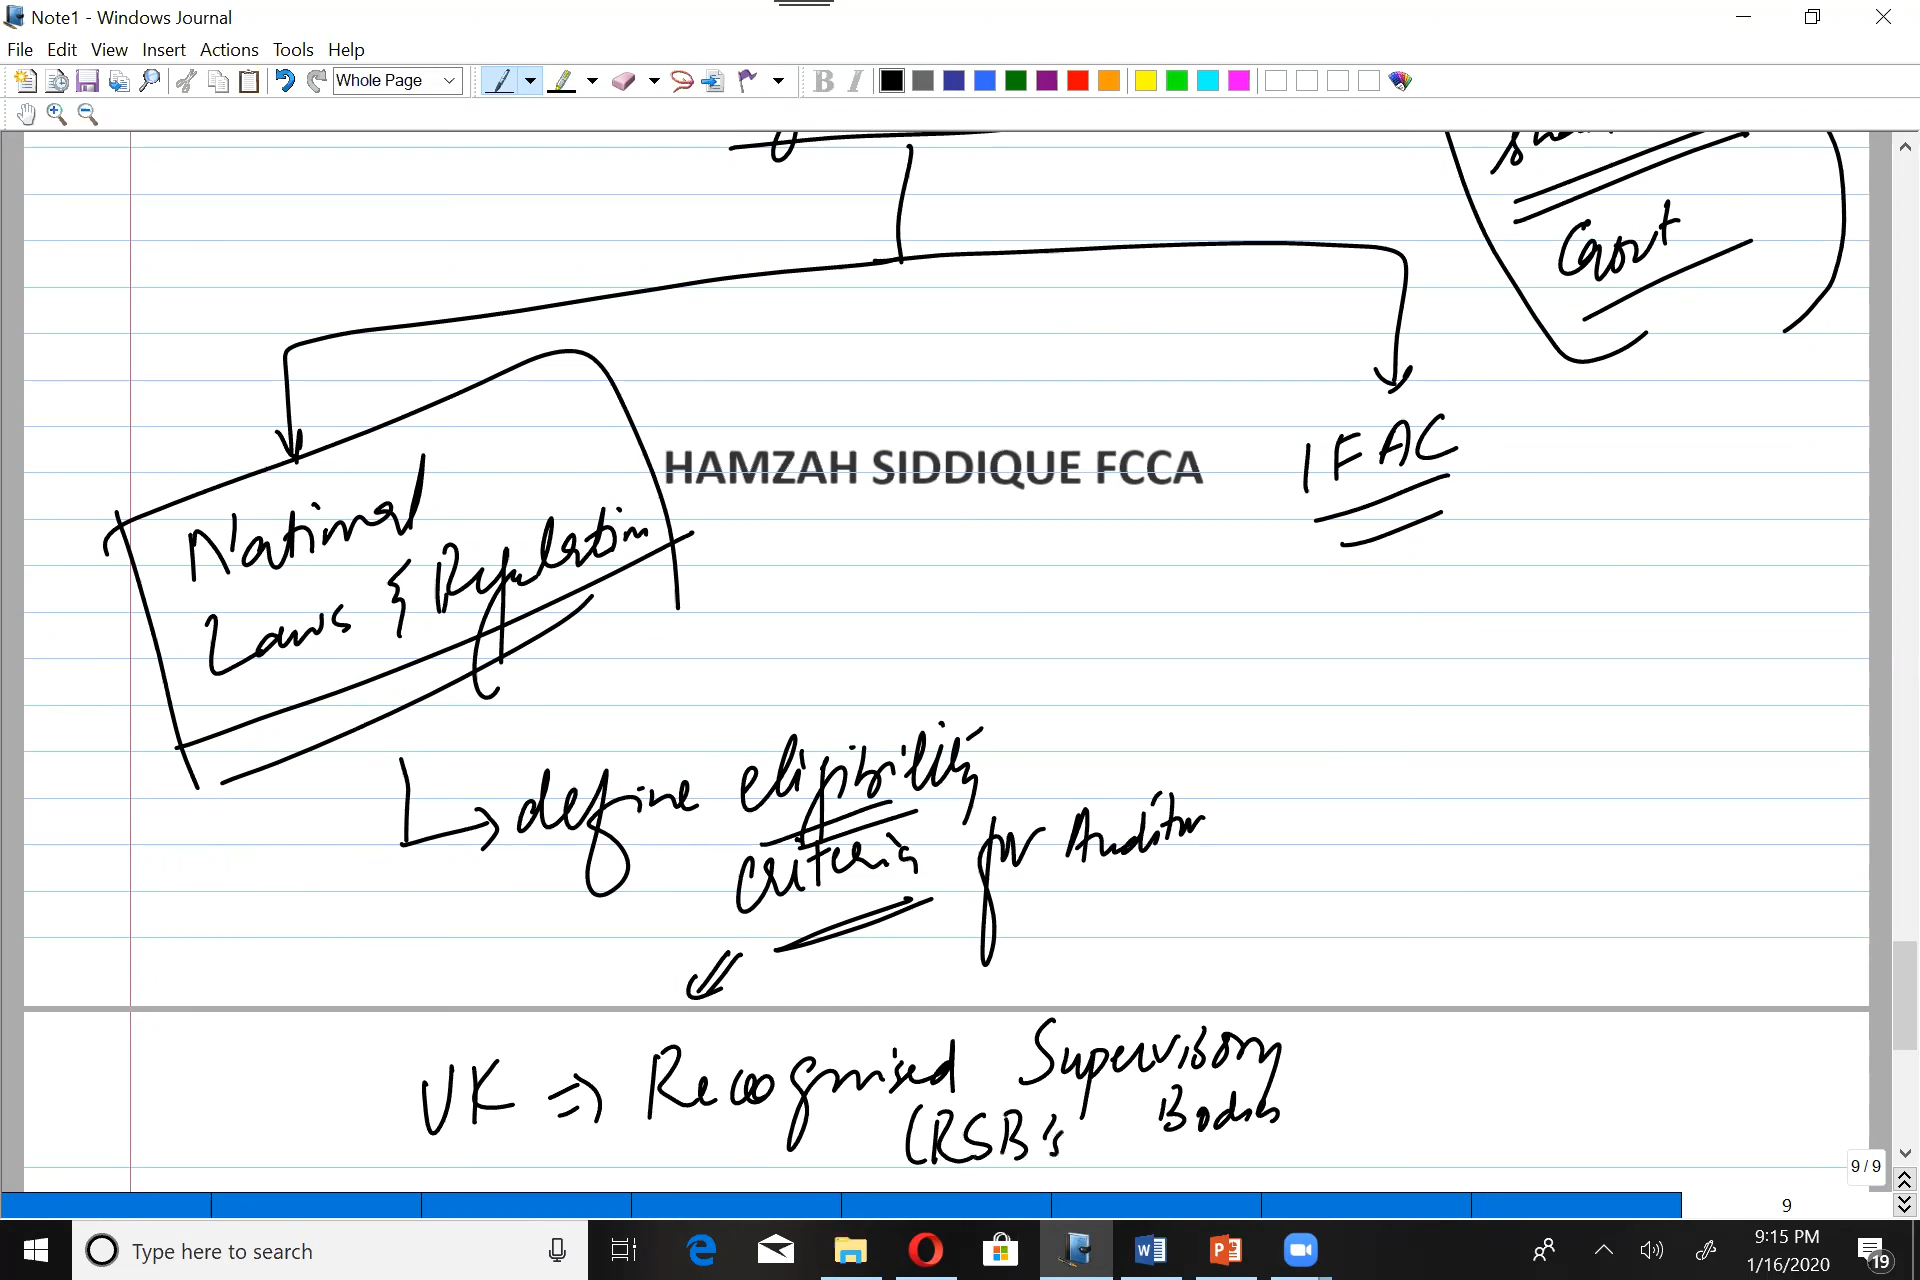 Note1 - Windows Journal
File Edit View Insert Actions Tools Help
Whole Page
B I
Govt
IFAC
HAMZAH SIDDIQUE FCCA
National
Laws & Regulation
define eligibility
criteria for Auditor
UK => Recognised Supervisory
(RSB's Bodies
9 / 9
9
Type here to search
9:15 PM
1/16/2020
19